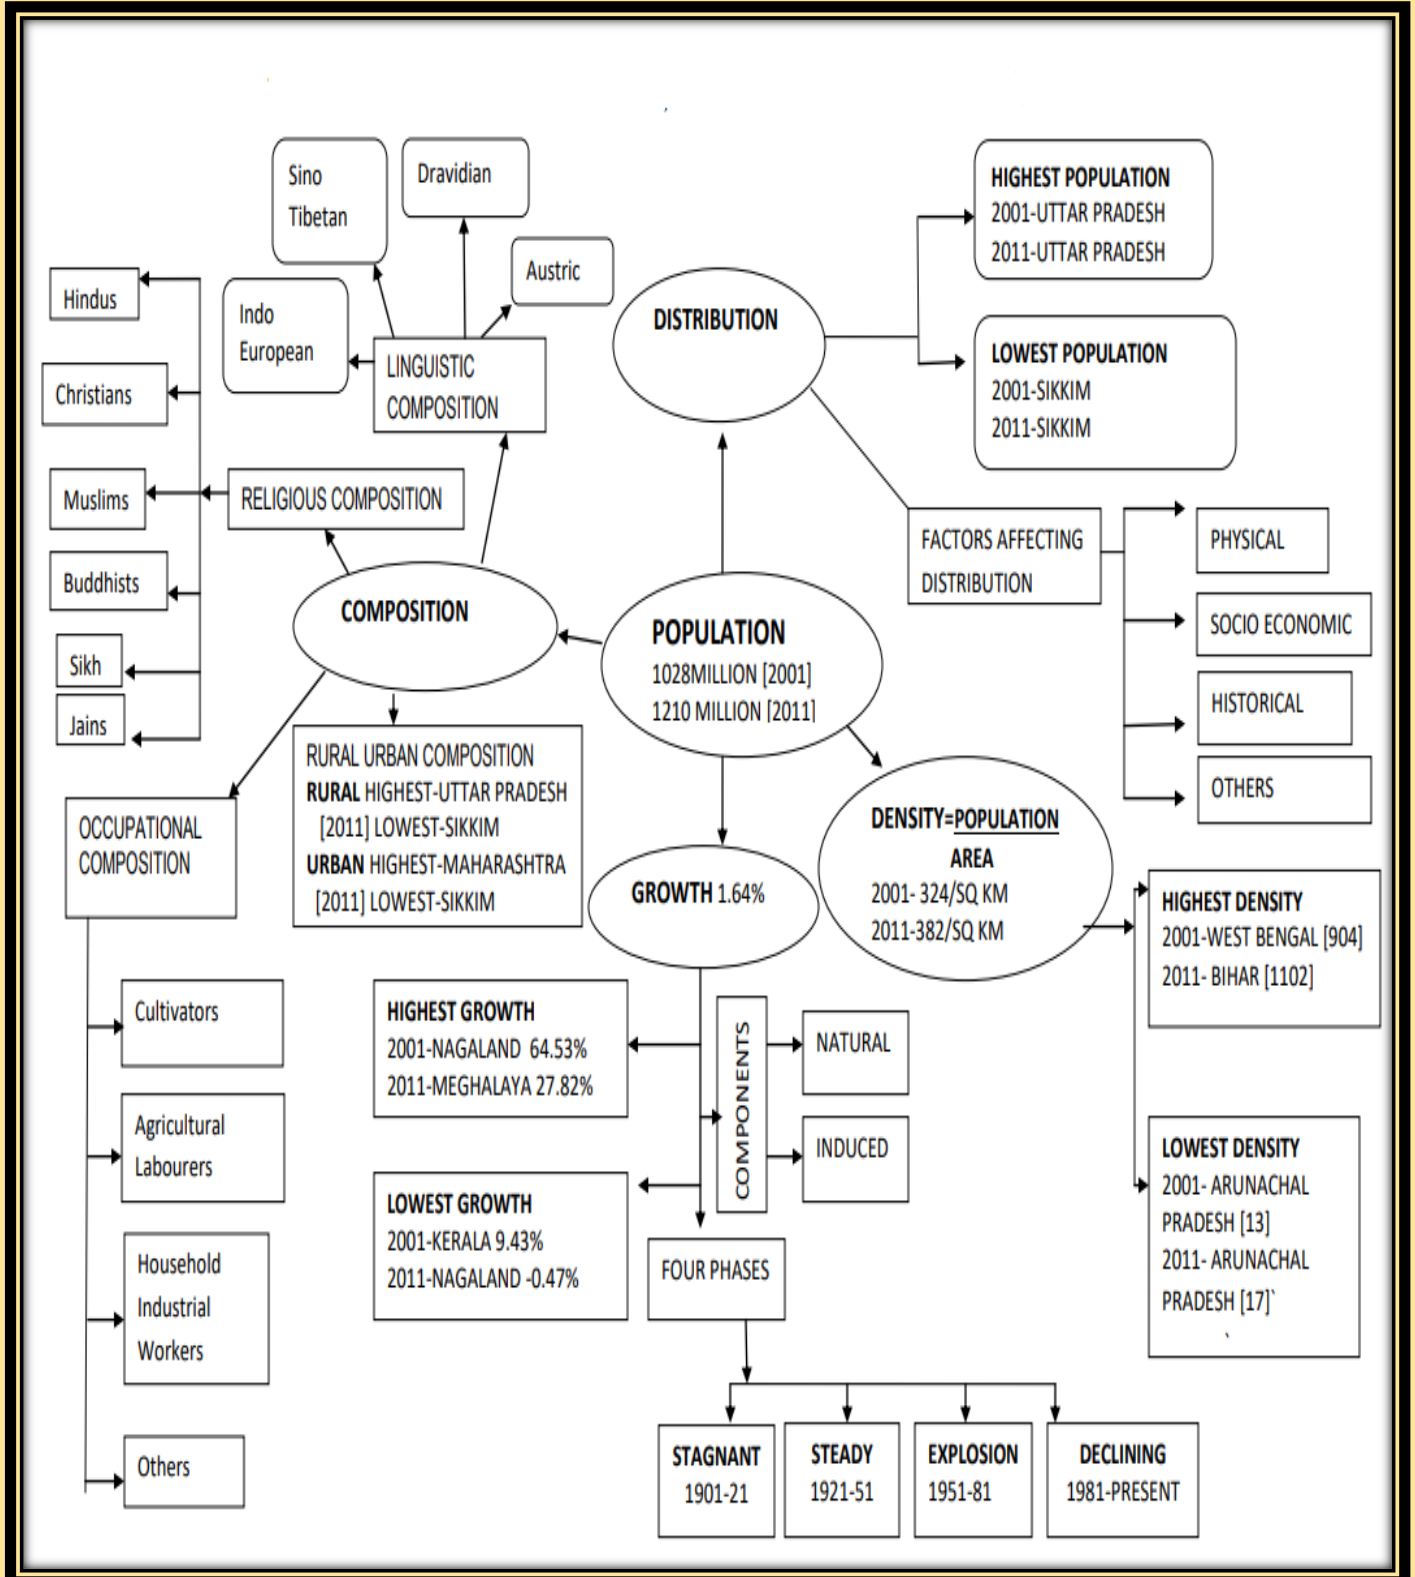 Sino
Tibetan
Dravidian
Austric
Indo
European
LINGUISTIC
COMPOSITION
Hindus
Christians
Muslims
Buddhists
Sikh
Jains
RELIGIOUS COMPOSITION
COMPOSITION
DISTRIBUTION
HIGHEST POPULATION
2001-UTTAR PRADESH
2011-UTTAR PRADESH
LOWEST POPULATION
2001-SIKKIM
2011-SIKKIM
FACTORS AFFECTING
DISTRIBUTION
PHYSICAL
SOCIO ECONOMIC
HISTORICAL
OTHERS
POPULATION
1028MILLION [2001]
1210 MILLION [2011]
RURAL URBAN COMPOSITION
RURAL HIGHEST-UTTAR PRADESH
[2011] LOWEST-SIKKIM
URBAN HIGHEST-MAHARASHTRA
[2011] LOWEST-SIKKIM
OCCUPATIONAL
COMPOSITION
Cultivators
Agricultural
Labourers
Household
Industrial
Workers
Others
GROWTH 1.64%
HIGHEST GROWTH
2001-NAGALAND 64.53%
2011-MEGHALAYA 27.82%
LOWEST GROWTH
2001-KERALA 9.43%
2011-NAGALAND -0.47%
COMPONENTS
NATURAL
INDUCED
FOUR PHASES
STAGNANT
1901-21
STEADY
1921-51
EXPLOSION
1951-81
DECLINING
1981-PRESENT
DENSITY=POPULATION
AREA
2001- 324/SQ KM
2011-382/SQ KM
HIGHEST DENSITY
2001-WEST BENGAL [904]
2011- BIHAR [1102]
LOWEST DENSITY
2001- ARUNACHAL
PRADESH [13]
2011- ARUNACHAL
PRADESH [17]`